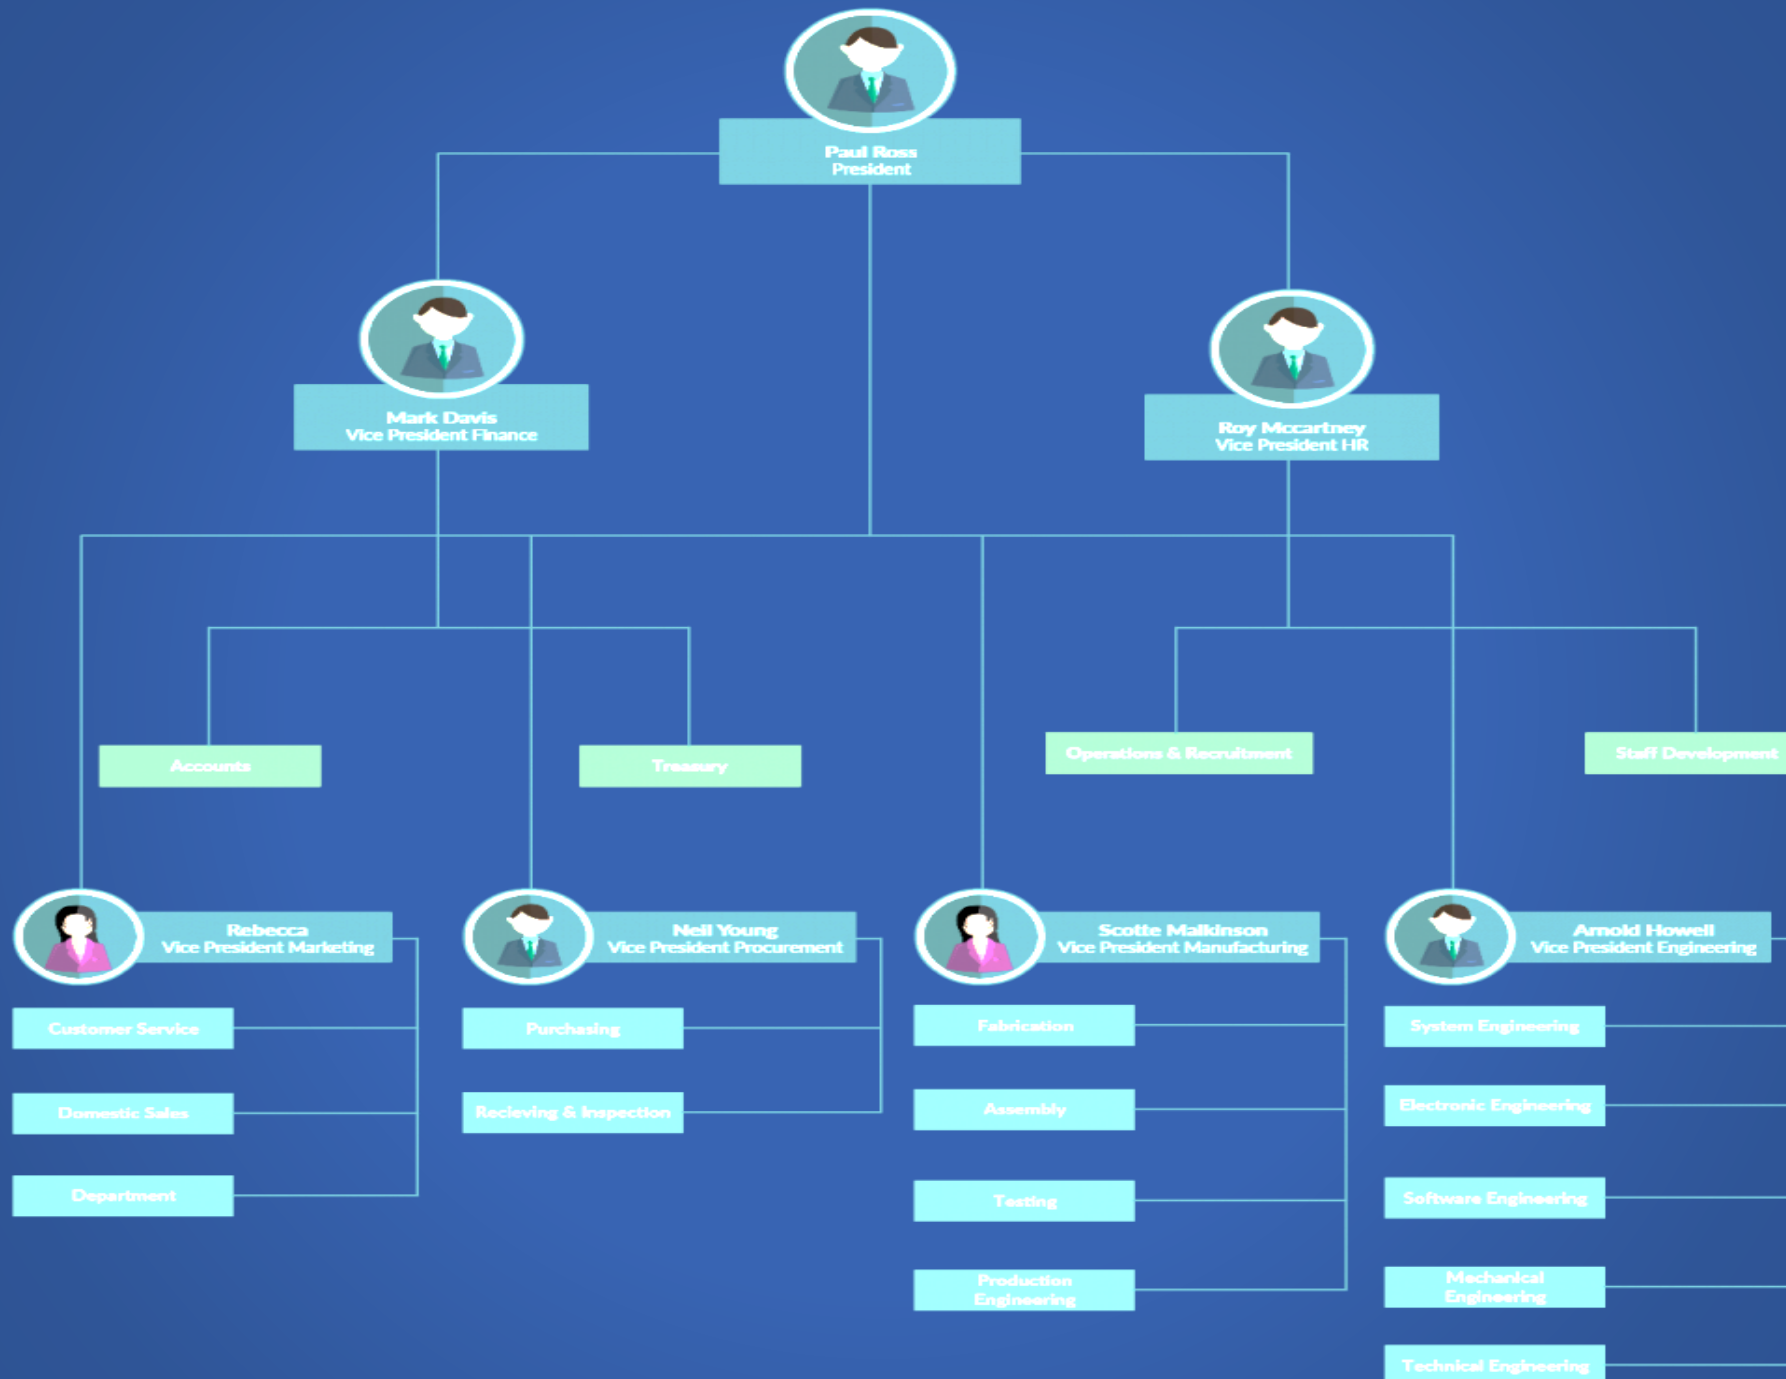 Paul Ross
President
Mark Davis
Vice President Finance
Roy Mccartney
Vice President HR
Accounts
Treasury
Operations & Recruitment
Staff Development
Rebecca
Vice President Marketing
Neil Young
Vice President Procurement
Scotte Malkinson
Vice President Manufacturing
Arnold Howell
Vice President Engineering
Customer Service
Domestic Sales
Department
Purchasing
Recieving & Inspection
Fabrication
Assembly
Testing
Production
Engineering
System Engineering
Electronic Engineering
Software Engineering
Mechanical
Engineering
Technical Engineering